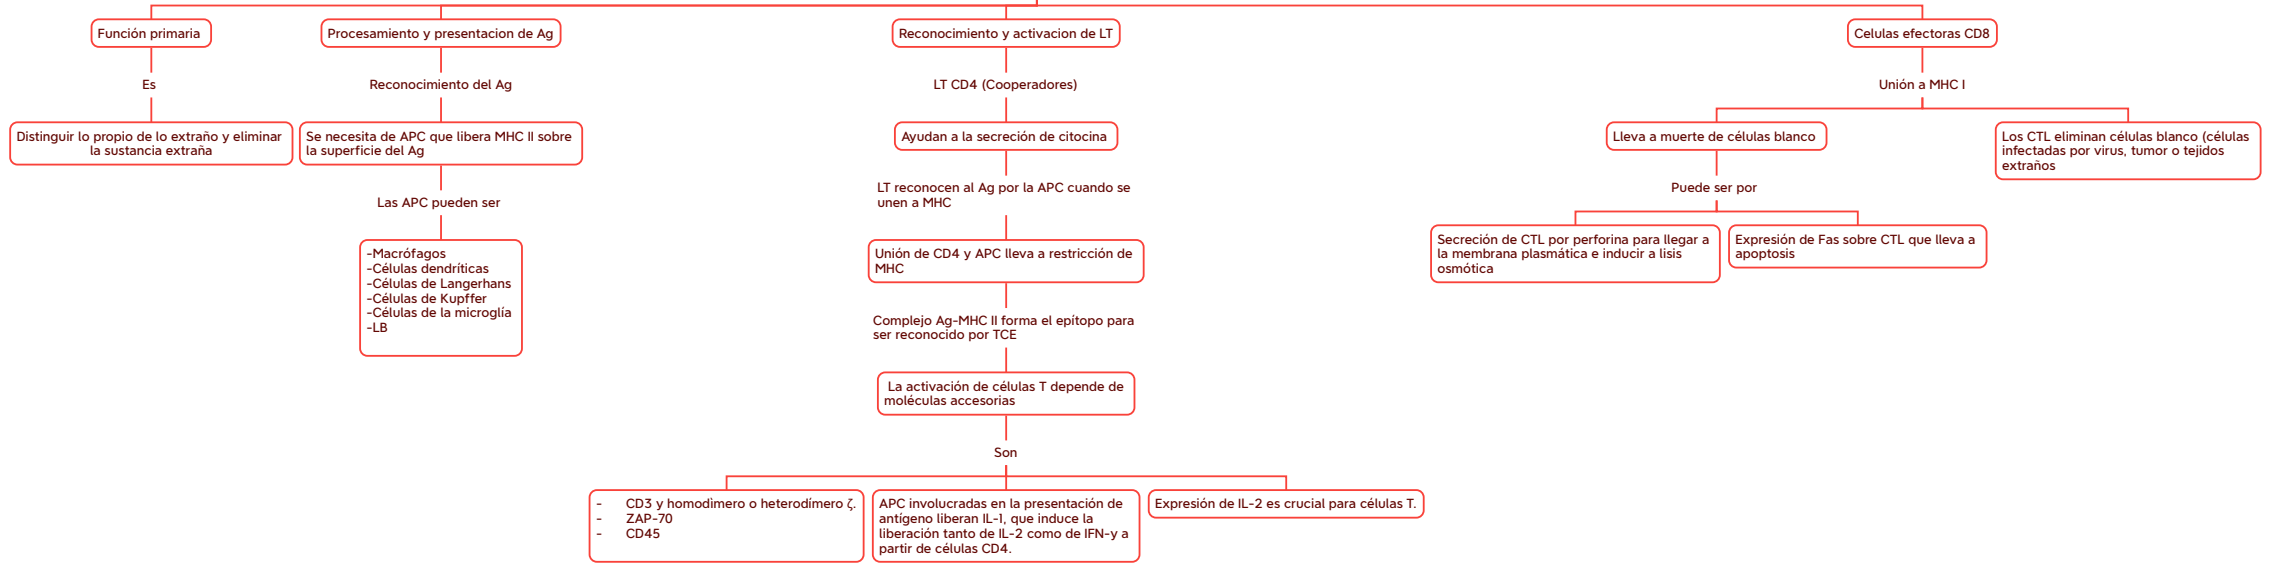 Función primaria
Es
Distinguir lo propio de lo extraño y eliminar
la sustancia extraña
Procesamiento y presentacion de Ag
Reconocimiento del Ag
Se necesita de APC que libera MHC II sobre
la superficie del Ag
Las APC pueden ser
-Macrófagos
-Células dendríticas
-Células de Langerhans
-Células de Kupffer
-Células de la microglía
-LB
Reconocimiento y activacion de LT
LT CD4 (Cooperadores)
Ayudan a la secreción de citocina
LT reconocen al Ag por la APC cuando se
unen a MHC
Unión de CD4 y APC lleva a restricción de
MHC
Complejo Ag-MHC II forma el epítopo para
ser reconocido por TCE
La activación de células T depende de
moléculas accesorias
Son
- CD3 y homodìmero o heterodímero ζ.
- ZAP-70
- CD45
APC involucradas en la presentación de
antígeno liberan IL-1, que induce la
liberación tanto de IL-2 como de IFN-y a
partir de células CD4.
Expresión de IL-2 es crucial para células T.
Celulas efectoras CD8
Unión a MHC I
Lleva a muerte de células blanco
Puede ser por
Secreción de CTL por perforina para llegar a
la membrana plasmática e inducir a lisis
osmótica
Expresión de Fas sobre CTL que lleva a
apoptosis
Los CTL eliminan células blanco (células
infectadas por virus, tumor o tejidos
extraños